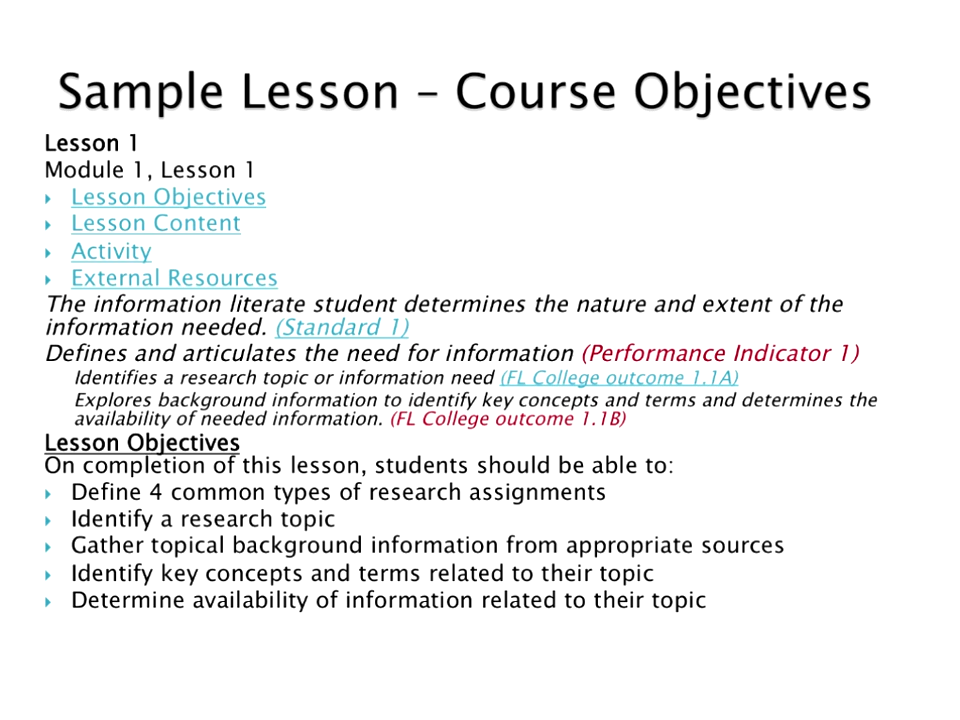 Sample Lesson – Course Objectives
Lesson 1
Module 1, Lesson 1
Lesson Objectives
Lesson Content
Activity
External Resources
The information literate student determines the nature and extent of the
information needed. (Standard 1)
Defines and articulates the need for information (Performance Indicator 1)
Identifies a research topic or information need (FL College outcome 1.1A)
Explores background information to identify key concepts and terms and determines the
availability of needed information. (FL College outcome 1.1B)
Lesson Objectives
On completion of this lesson, students should be able to:
Define 4 common types of research assignments
Identify a research topic
Gather topical background information from appropriate sources
Identify key concepts and terms related to their topic
Determine availability of information related to their topic